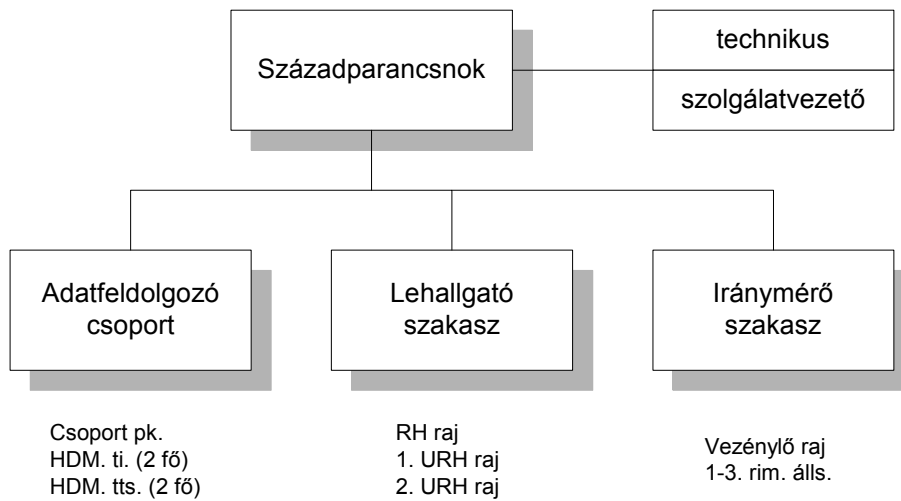 Századparancsnok
technikus
szolgálatvezető
Adatfeldolgozó
csoport
Lehallgató
szakasz
Iránymérő
szakasz
Csoport pk.
HDM. ti. (2 fő)
HDM. tts. (2 fő)
RH raj
1. URH raj
2. URH raj
Vezénylő raj
1-3. rim. álls.